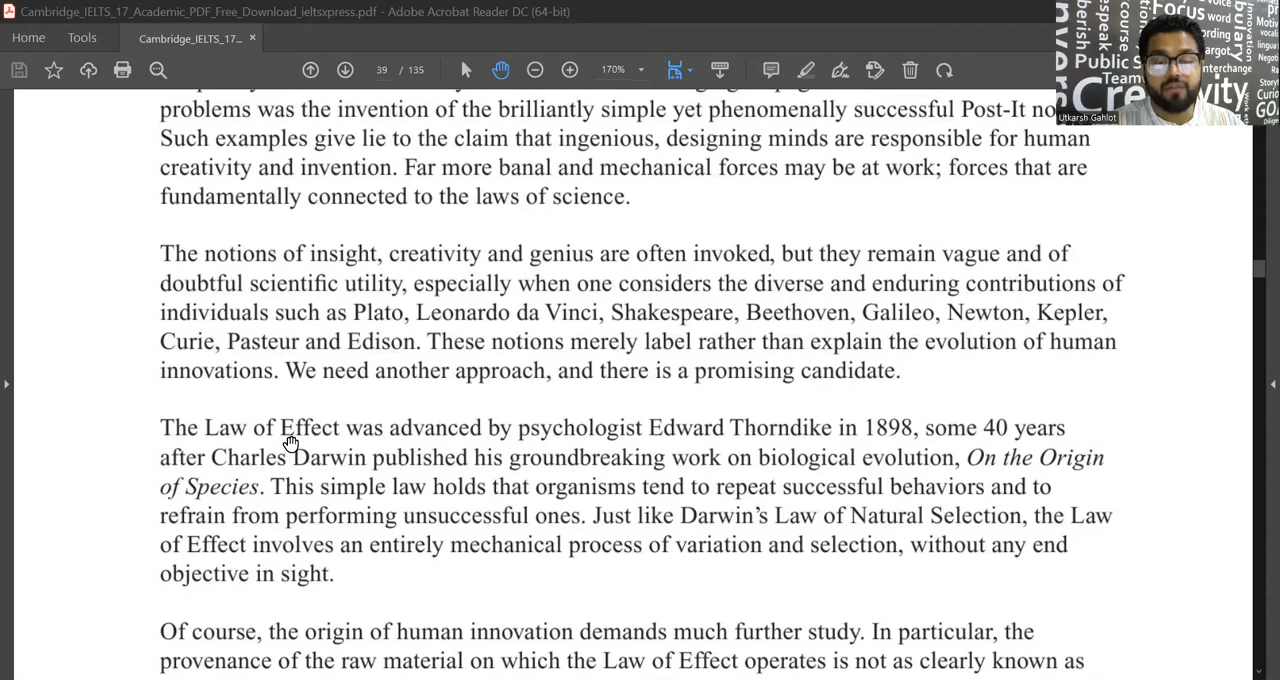 Cambridge_IELTS_17_Academic_PDF_Free_Download_ieltsxpress.pdf - Adobe Acrobat Reader DC (64-bit)
Home Tools Cambridge_IELTS_17... ×
39 / 135 170%
Focus word
speak
course
Public
Team
interchange
Utkarsh Gahlot
problems was the invention of the brilliantly simple yet phenomenally successful Post-It
Such examples give lie to the claim that ingenious, designing minds are responsible for human
creativity and invention. Far more banal and mechanical forces may be at work; forces that are
fundamentally connected to the laws of science.
The notions of insight, creativity and genius are often invoked, but they remain vague and of
doubtful scientific utility, especially when one considers the diverse and enduring contributions of
individuals such as Plato, Leonardo da Vinci, Shakespeare, Beethoven, Galileo, Newton, Kepler,
Curie, Pasteur and Edison. These notions merely label rather than explain the evolution of human
innovations. We need another approach, and there is a promising candidate.
The Law of Effect was advanced by psychologist Edward Thorndike in 1898, some 40 years
after Charles Darwin published his groundbreaking work on biological evolution, On the Origin
of Species. This simple law holds that organisms tend to repeat successful behaviors and to
refrain from performing unsuccessful ones. Just like Darwin's Law of Natural Selection, the Law
of Effect involves an entirely mechanical process of variation and selection, without any end
objective in sight.
Of course, the origin of human innovation demands much further study. In particular, the
provenance of the raw material on which the Law of Effect operates is not as clearly known as